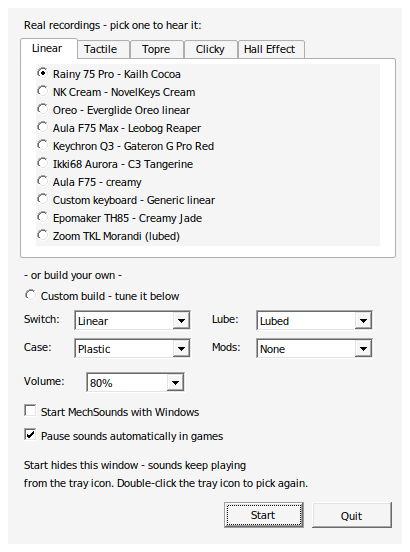 Real recordings - pick one to hear it:
Linear Tactile Topre Clicky Hall Effect
Rainy 75 Pro - Kailh Cocoa
NK Cream - NovelKeys Cream
Oreo - Everglide Oreo linear
Aula F75 Max - Leobog Reaper
Keychron Q3 - Gateron G Pro Red
Ikki68 Aurora - C3 Tangerine
Aula F75 - creamy
Custom keyboard - Generic linear
Epomaker TH85 - Creamy Jade
Zoom TKL Morandi (lubed)
- or build your own -
Custom build - tune it below
Switch: Linear Lube: Lubed
Case: Plastic Mods: None
Volume: 80%
Start MechSounds with Windows
Pause sounds automatically in games
Start hides this window - sounds keep playing
from the tray icon. Double-click the tray icon to pick again.
Start Quit